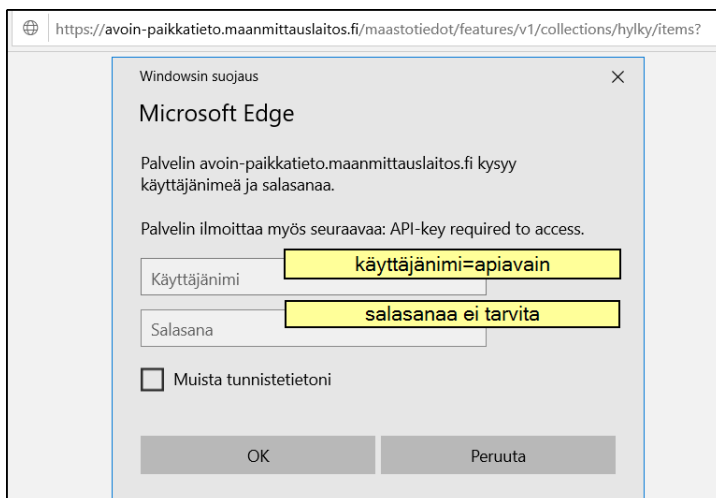 https://avoin-paikkatieto.maanmittauslaitos.fi/maastotiedot/features/v1/collections/hylky/items?
Windowsin suojaus
Microsoft Edge
Palvelin avoin-paikkatieto.maanmittauslaitos.fi kysyy
käyttäjänimeä ja salasanaa.
Palvelin ilmoittaa myös seuraavaa: API-key required to access.
käyttäjänimi=apiavain
Käyttäjänimi
salasanaa ei tarvita
Salasana
Muista tunnistetietoni
OK
Peruuta